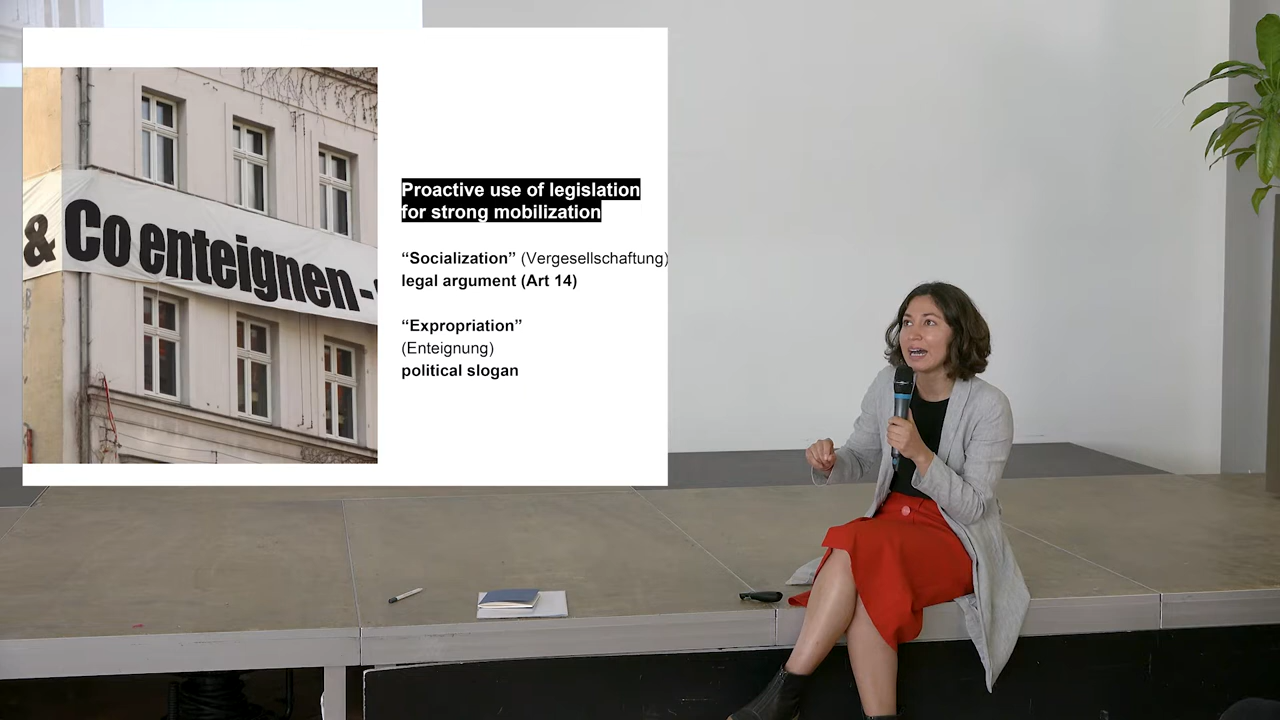 & Co enteignen-
Proactive use of legislation
for strong mobilization
“Socialization” (Vergesellschaftung)
legal argument (Art 14)
“Expropriation”
(Enteignung)
political slogan